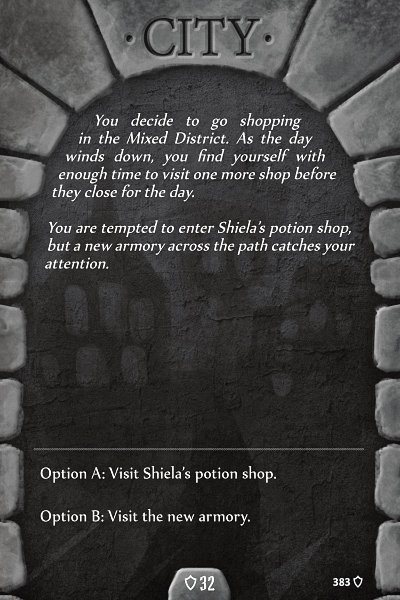 CITY
You decide to go shopping
in the Mixed District. As the day
winds down, you find yourself with
enough time to visit one more shop before
they close for the day.
You are tempted to enter Shiela's potion shop,
but a new armory across the path catches your
attention.
Option A: Visit Shiela's potion shop.
Option B: Visit the new armory.
32
383